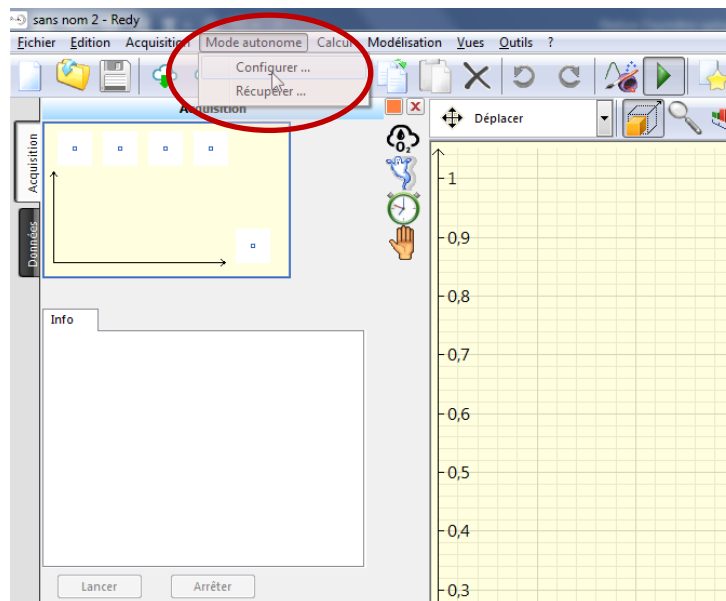 sans nom 2 - Redy
Fichier Edition Acquisition Mode autonome Calcul Modélisation Vues Outils ?
Configurer ...
Récupérer ...
Acquisition
Déplacer
O₂
Acquisition
Données
1
0,9
0,8
0,7
0,6
0,5
0,4
0,3
Info
Lancer Arrêter